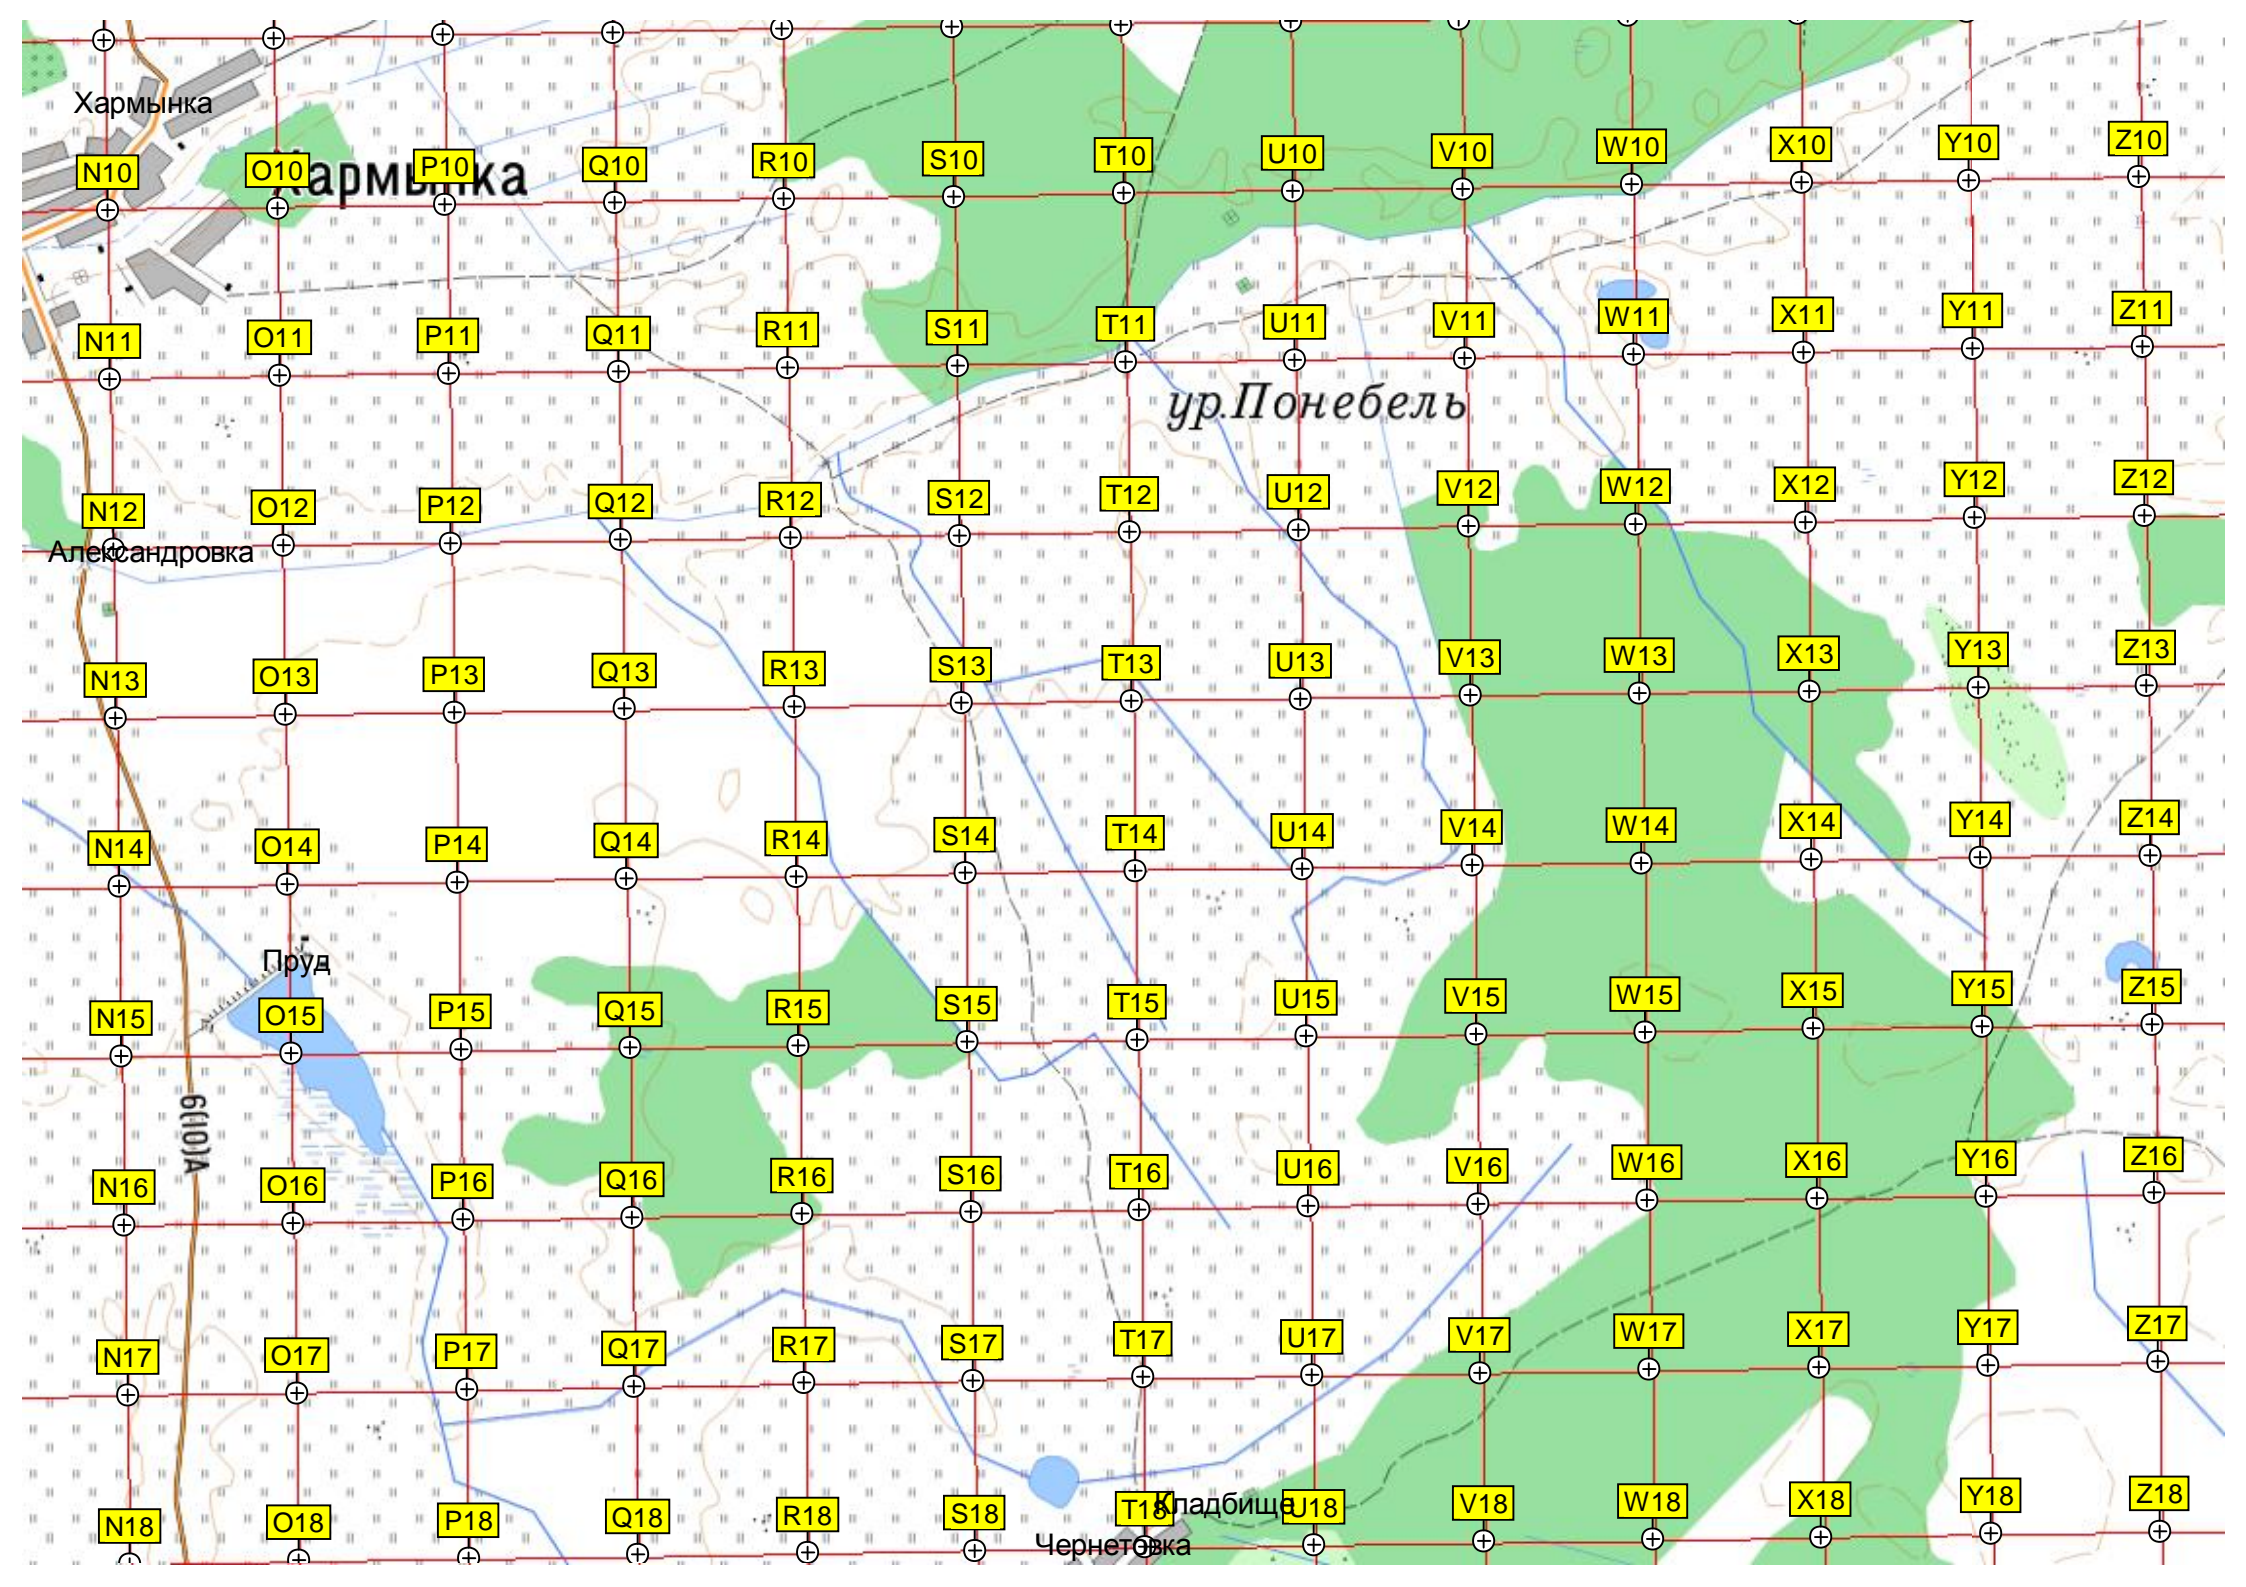 Хармынка
Хармынка
N10 O10 P10 Q10 R10 S10 T10 U10 V10 W10 X10 Y10 Z10
N11 O11 P11 Q11 R11 S11 T11 U11 V11 W11 X11 Y11 Z11
ур.Понебель
N12 O12 P12 Q12 R12 S12 T12 U12 V12 W12 X12 Y12 Z12
Александровка
N13 O13 P13 Q13 R13 S13 T13 U13 V13 W13 X13 Y13 Z13
N14 O14 P14 Q14 R14 S14 T14 U14 V14 W14 X14 Y14 Z14
Пруд
N15 O15 P15 Q15 R15 S15 T15 U15 V15 W15 X15 Y15 Z15
6(10)А
N16 O16 P16 Q16 R16 S16 T16 U16 V16 W16 X16 Y16 Z16
N17 O17 P17 Q17 R17 S17 T17 U17 V17 W17 X17 Y17 Z17
N18 O18 P18 Q18 R18 S18 T18 Кладбище U18 V18 W18 X18 Y18 Z18
Чернетовка